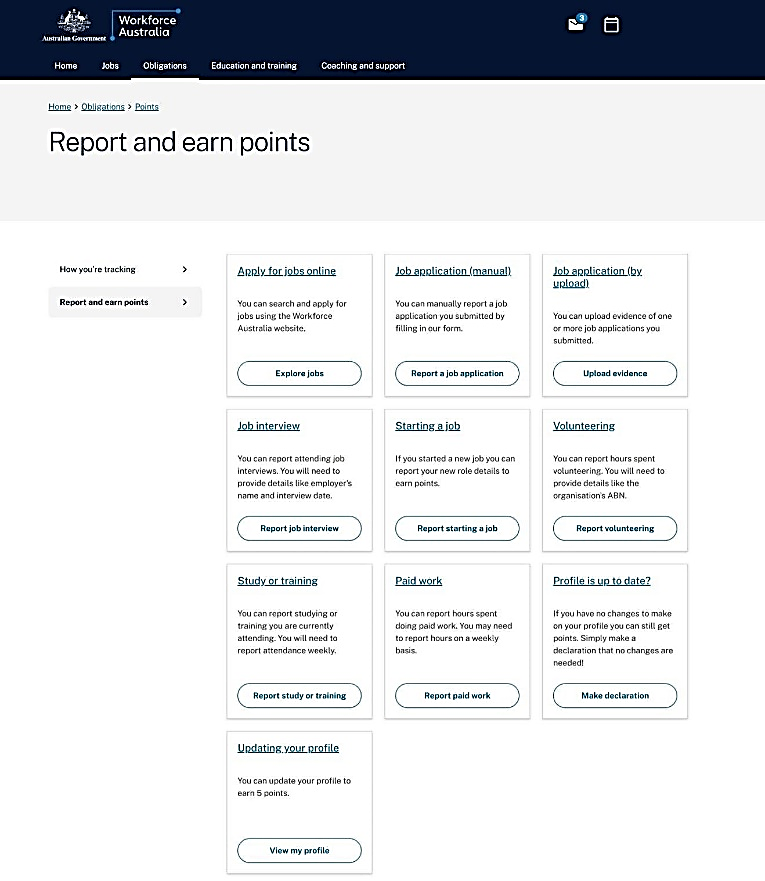 Australian Government
Workforce
Australia
3
Home
Jobs
Obligations
Education and training
Coaching and support
Home > Obligations > Points
Report and earn points
How you're tracking
Report and earn points
Apply for jobs online
You can search and apply for
jobs using the Workforce
Australia website.
Explore jobs
Job application (manual)
You can manually report a job
application you submitted by
filling in our form.
Report a job application
Job application (by
upload)
You can upload evidence of one
or more job applications you
submitted.
Upload evidence
Job interview
You can report attending job
interviews. You will need to
provide details like employer's
name and interview date.
Report job interview
Starting a job
If you started a new job you can
report your new role details to
earn points.
Report starting a job
Volunteering
You can report hours spent
volunteering. You will need to
provide details like the
organisation's ABN.
Report volunteering
Study or training
You can report studying or
training you are currently
attending. You will need to
report attendance weekly.
Report study or training
Paid work
You can report hours spent
doing paid work. You may need
to report hours on a weekly
basis.
Report paid work
Profile is up to date?
If you have no changes to make
on your profile you can still get
points. Simply make a
declaration that no changes are
needed!
Make declaration
Updating your profile
You can update your profile to
earn 5 points.
View my profile